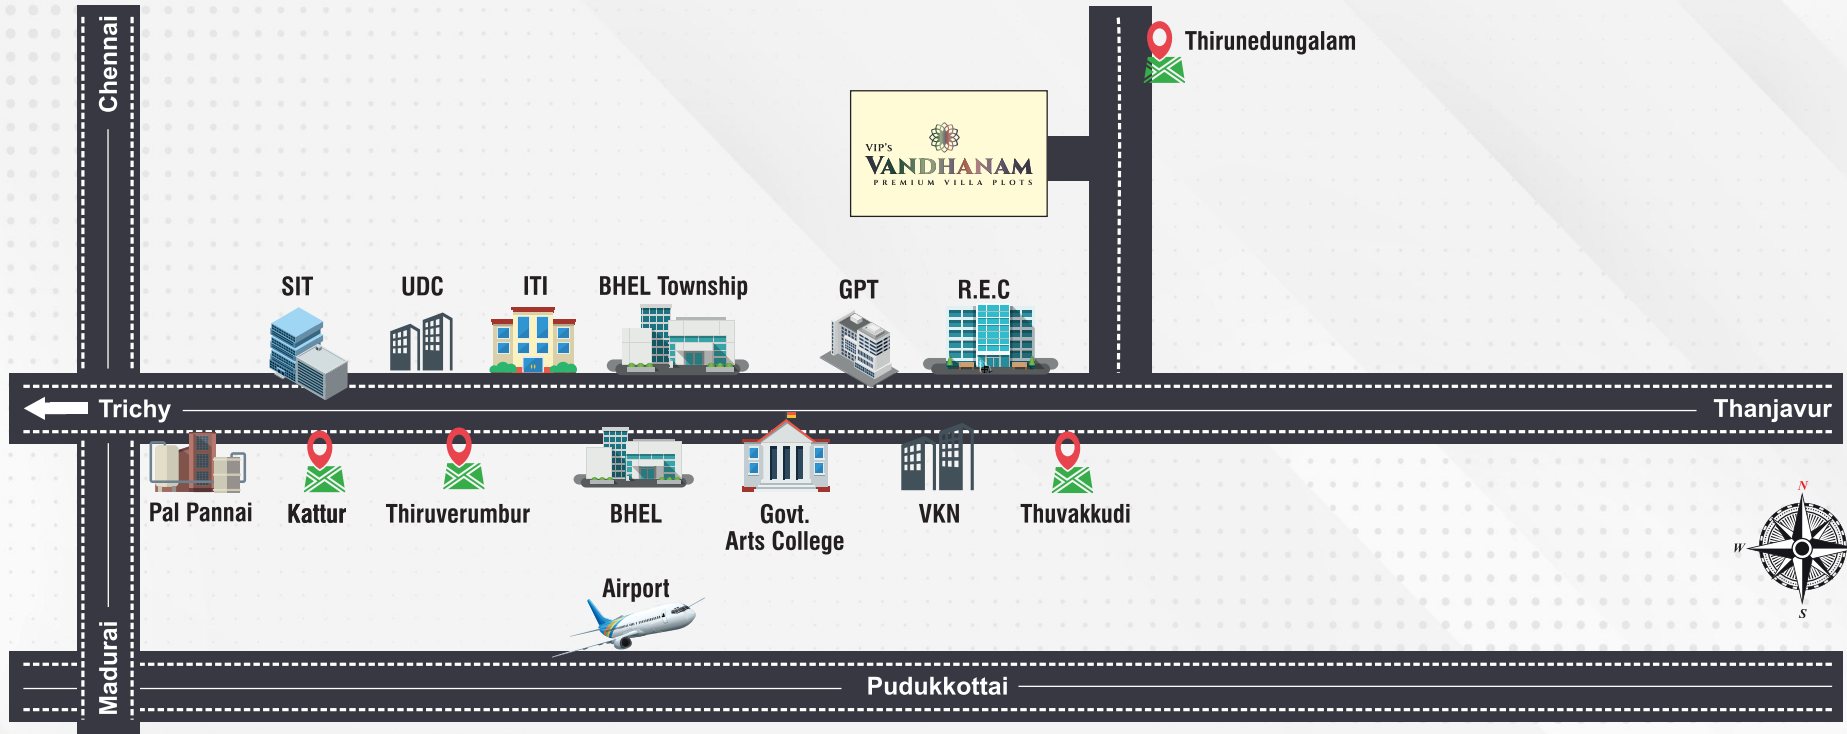 Chennai
Thirunedungalam
VIP's
VANDHANAM
PREMIUM VILLA PLOTS
SIT
UDC
ITI
BHEL Township
GPT
R.E.C
Trichy
Thanjavur
Pal Pannai
Kattur
Thiruverumbur
BHEL
Govt.
Arts College
VKN
Thuvakkudi
N
W
S
Airport
Madurai
Pudukkottai